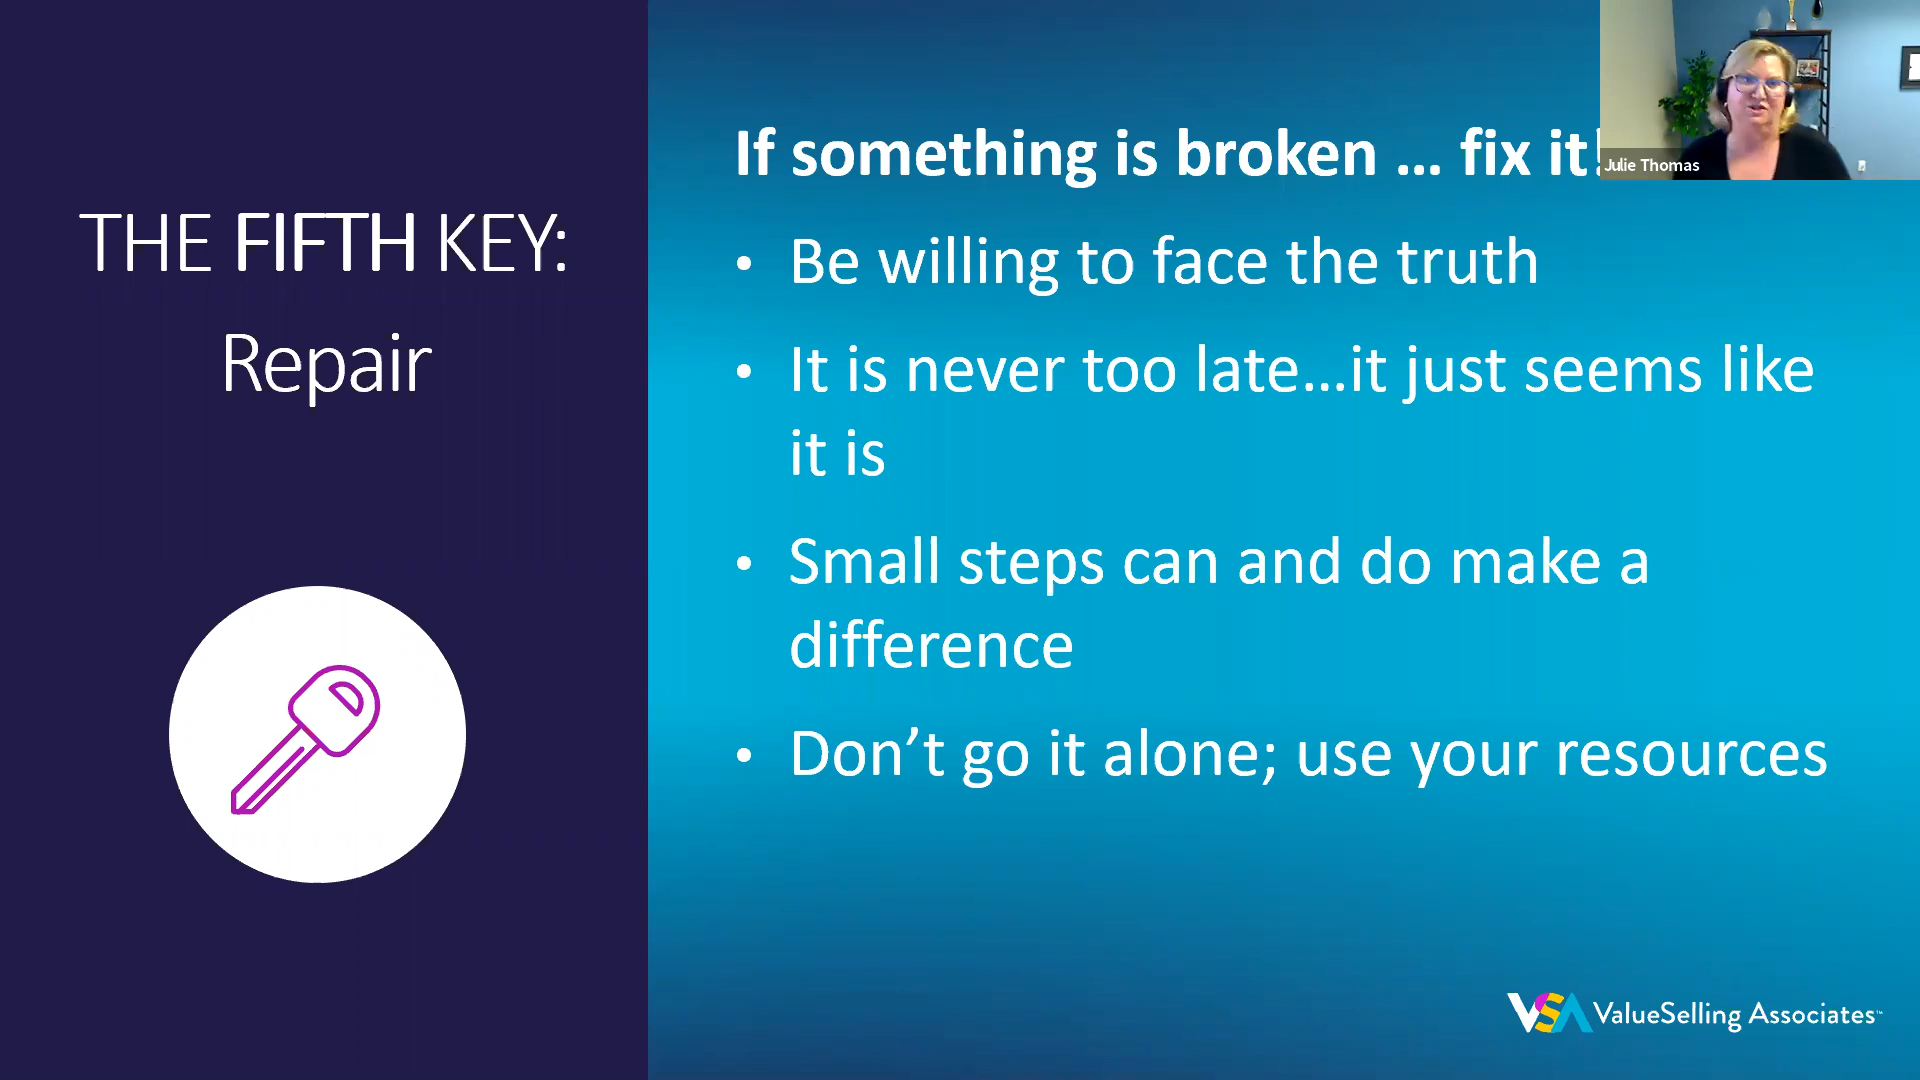 THE FIFTH KEY:
Repair
If something is broken … fix it!
• Be willing to face the truth
• It is never too late…it just seems like
it is
• Small steps can and do make a
difference
• Don’t go it alone; use your resources
Julie Thomas
VSA ValueSelling Associates™